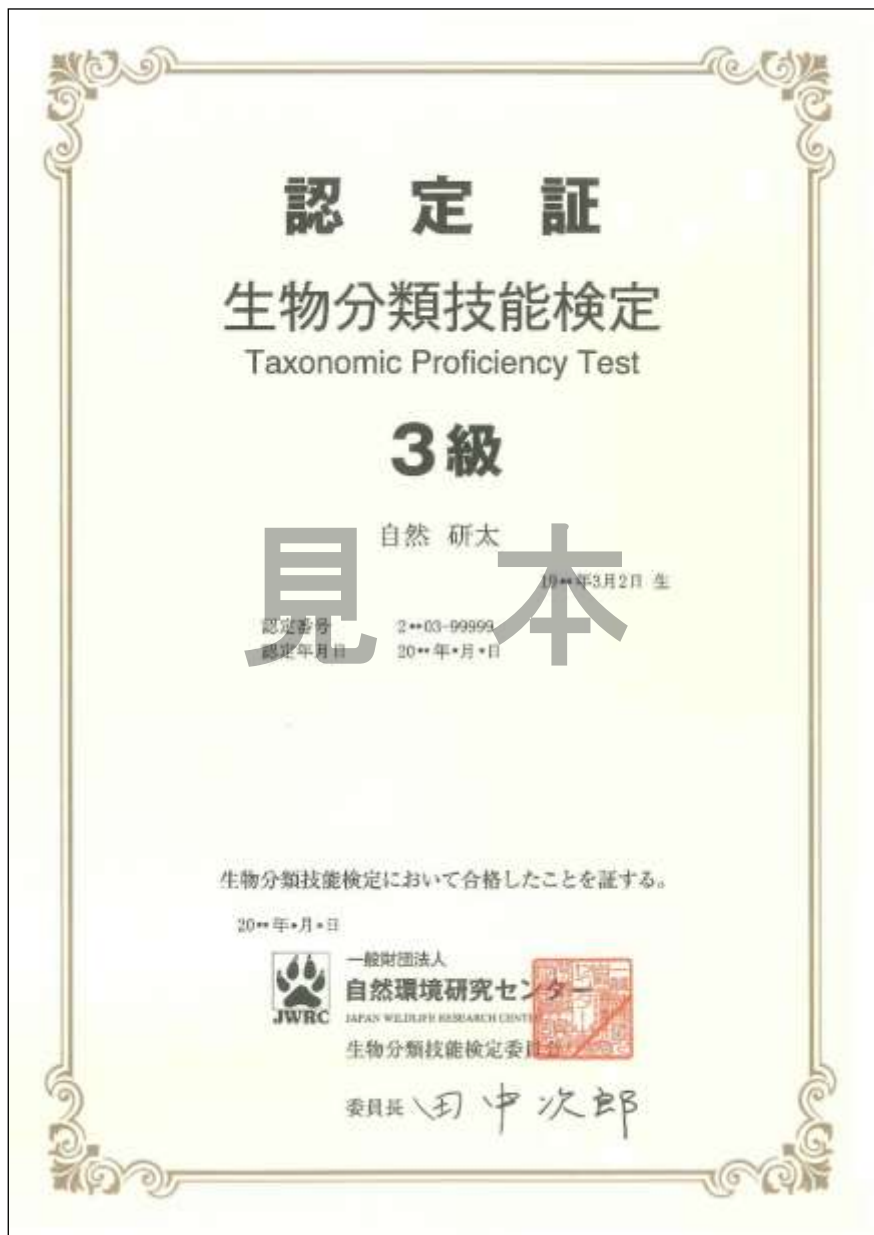 認定証
生物分類技能検定
Taxonomic Proficiency Test
3級
自然 研太
見本
19**年3月2日 生
認定番号 2**03-99999
認定年月日 20**年*月*日
生物分類技能検定において合格したことを証する。
20**年*月*日
一般財団法人
自然環境研究センター
JWRC
JAPAN WILDLIFE RESEARCH CENTER
生物分類技能検定委員会
委員長 田中次郎